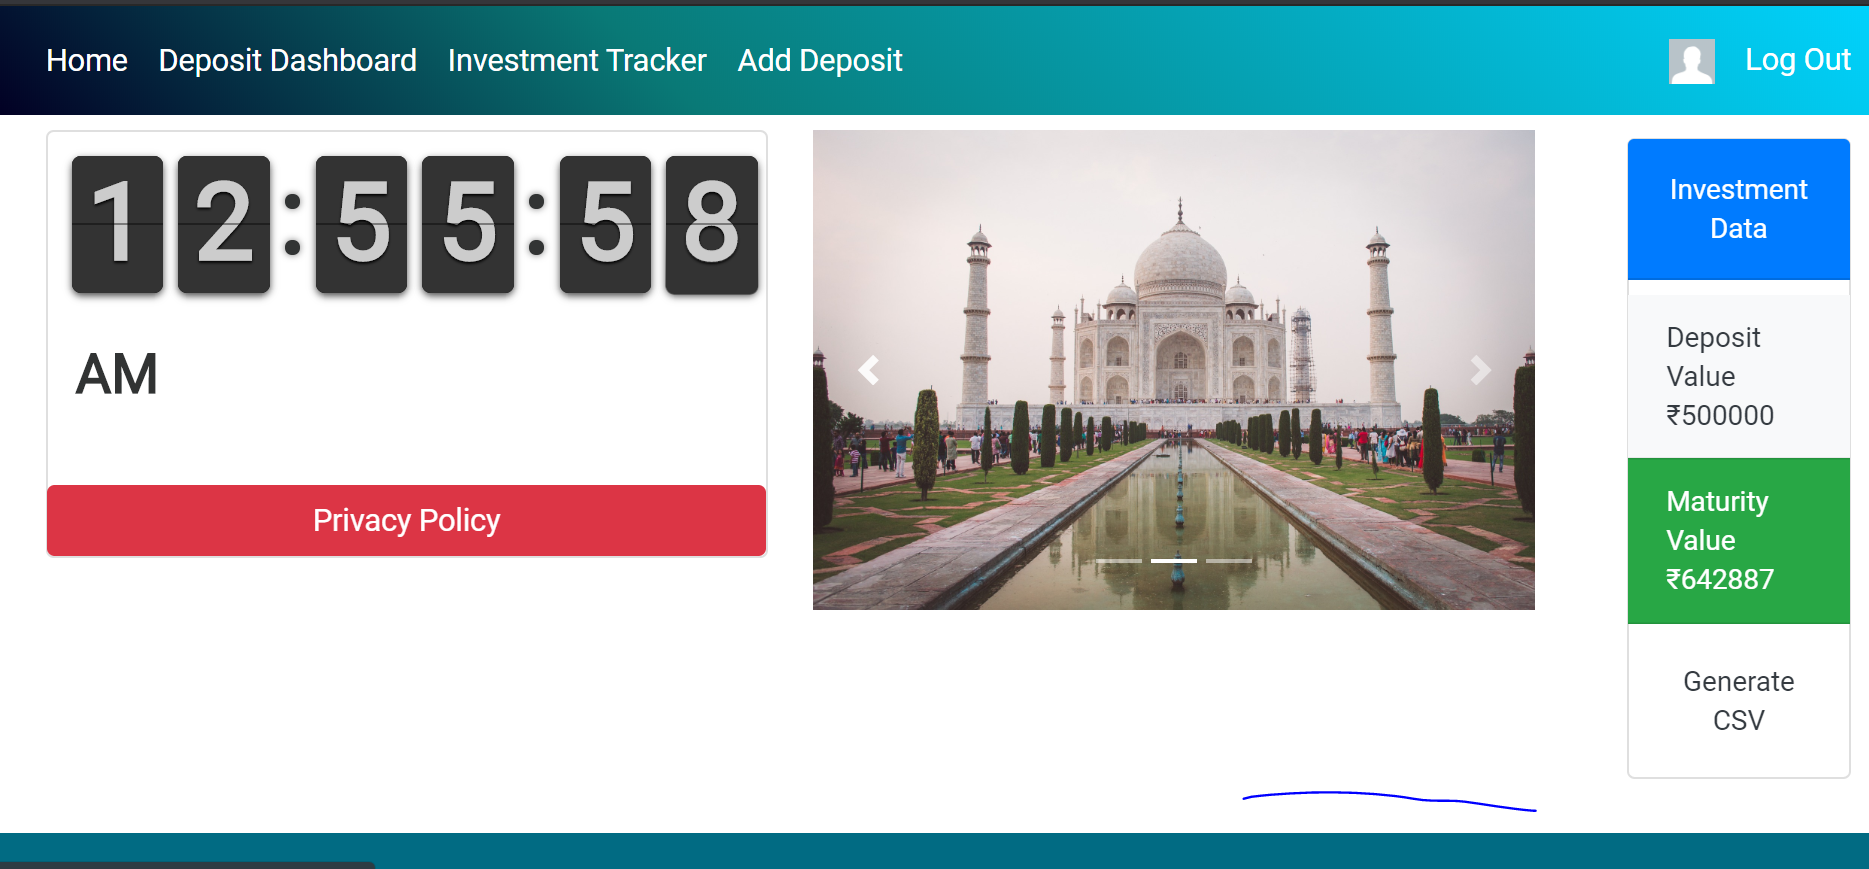 Home Deposit Dashboard Investment Tracker Add Deposit Log Out
12:55:58
AM
Privacy Policy
Investment
Data
Deposit
Value
₹500000
Maturity
Value
₹642887
Generate
CSV